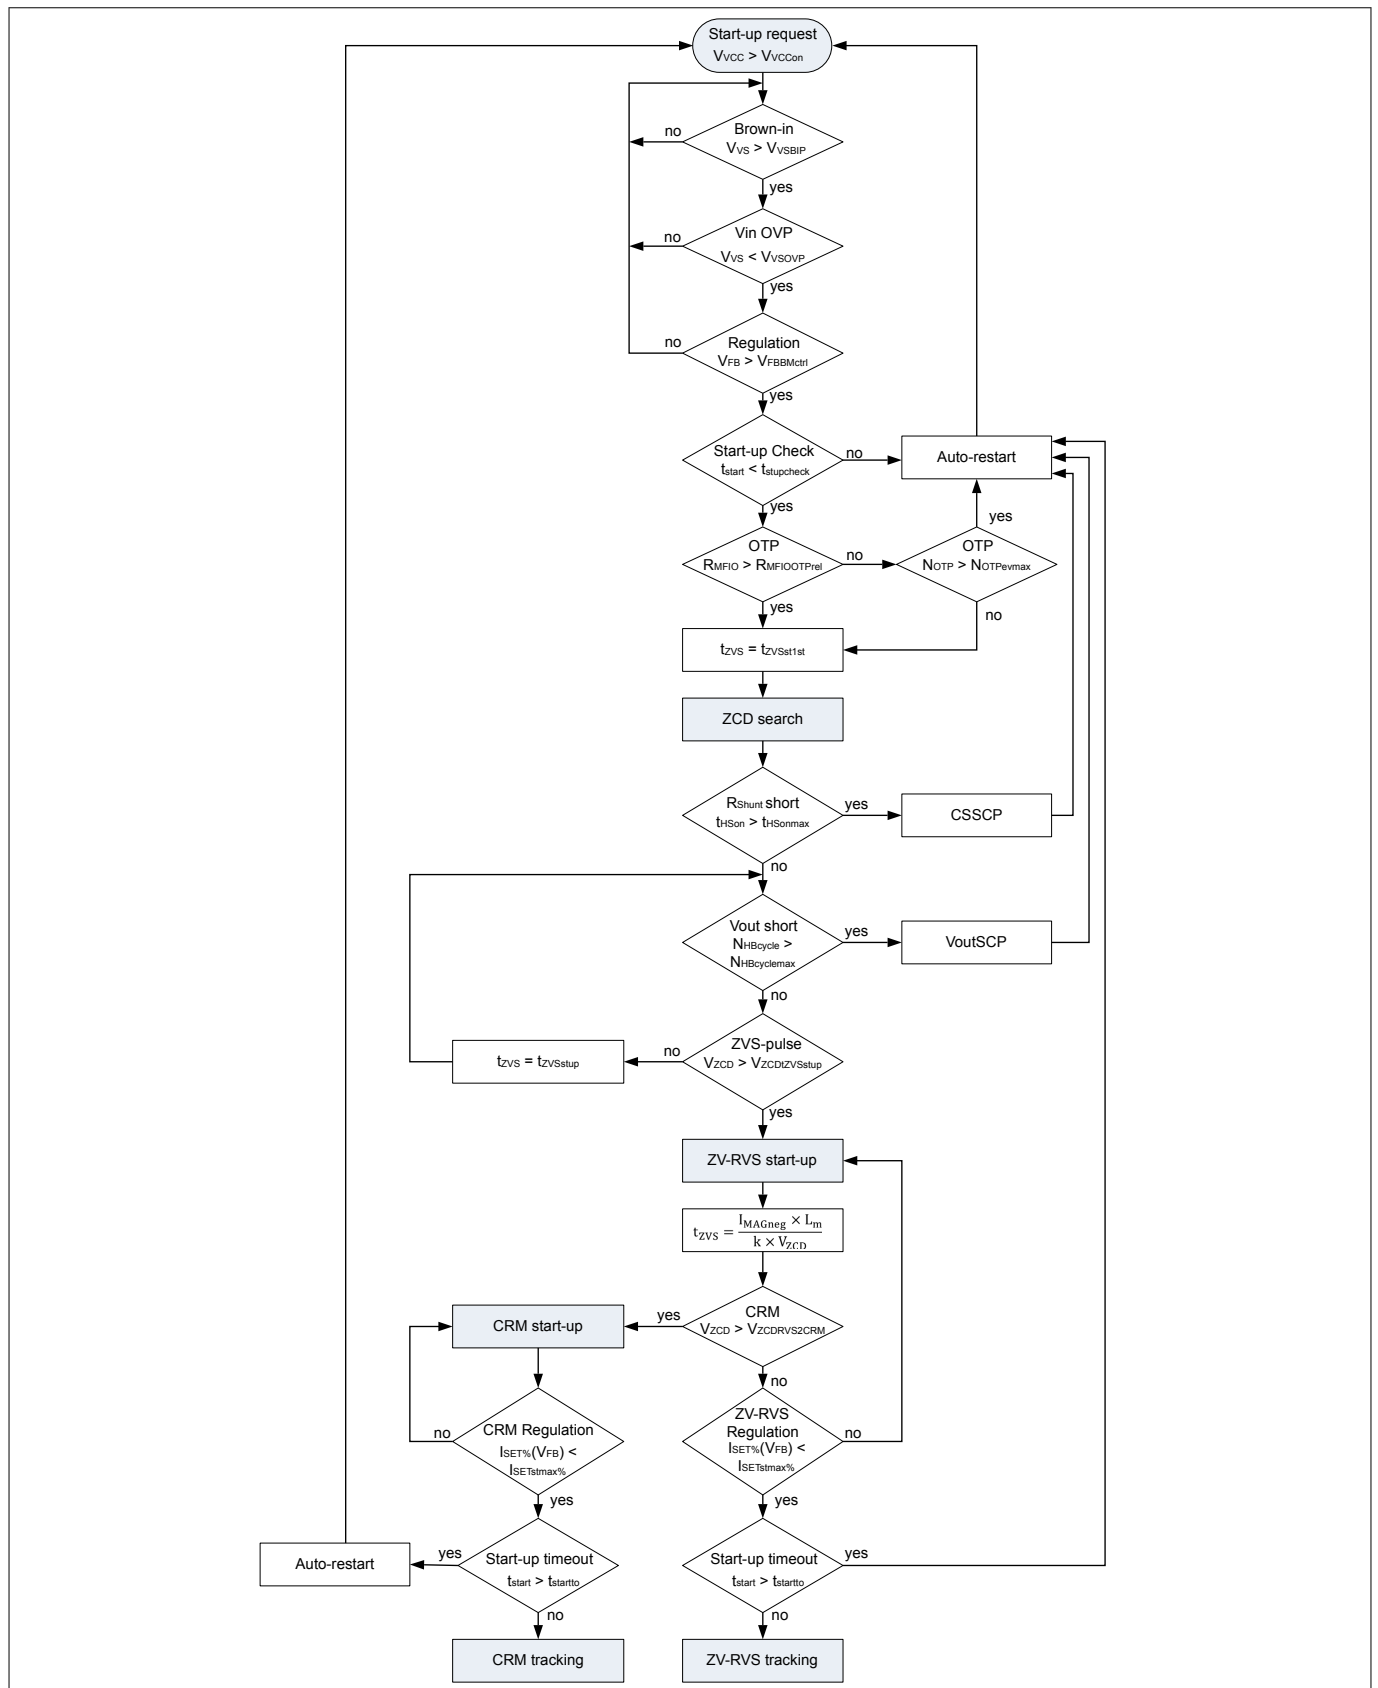 Start-up request
VVCC > VVCCon
Brown-in
VVS > VVSBIP
no
yes
Vin OVP
VVS < VVSOVP
no
yes
Regulation
VFB > VFBBMctrl
no
yes
Start-up Check
tstart < tstupcheck
no
Auto-restart
yes
OTP
RMFIO > RMFIOOTPrel
no
yes
OTP
NOTP > NOTPevmax
yes
no
tZVS = tZVSst1st
ZCD search
RShunt short
tHSon > tHSonmax
yes
CSSCP
no
Vout short
NHBcycle >
NHBcyclemax
yes
VoutSCP
no
ZVS-pulse
VZCD > VZCDtZVSstup
no
tZVS = tZVSstup
yes
ZV-RVS start-up
tZVS = IMAGneg × Lm
k × VZCD
CRM
VZCD > VZCDRVS2CRM
yes
CRM start-up
no
CRM Regulation
ISET%(VFB) <
ISETstmax%
no
yes
ZV-RVS
Regulation
ISET%(VFB) <
ISETstmax%
no
yes
Start-up timeout
tstart > tstartto
yes
Auto-restart
no
Start-up timeout
tstart > tstartto
yes
no
CRM tracking
ZV-RVS tracking